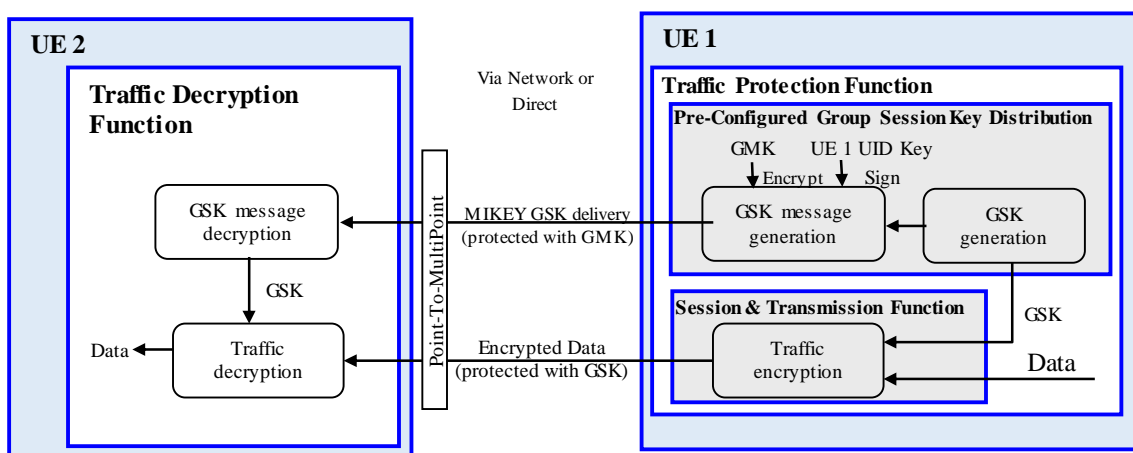 UE 2
Traffic Decryption
Function
GSK message
decryption
GSK
Data
Traffic
decryption
Via Network or
Direct
Point-To-MultiPoint
MIKEY GSK delivery
(protected with GMK)
Encrypted Data
(protected with GSK)
UE 1
Traffic Protection Function
Pre-Configured Group Session Key Distribution
GMK
UE 1 UID Key
Encrypt
Sign
GSK message
generation
GSK
generation
Session & Transmission Function
GSK
Traffic
encryption
Data